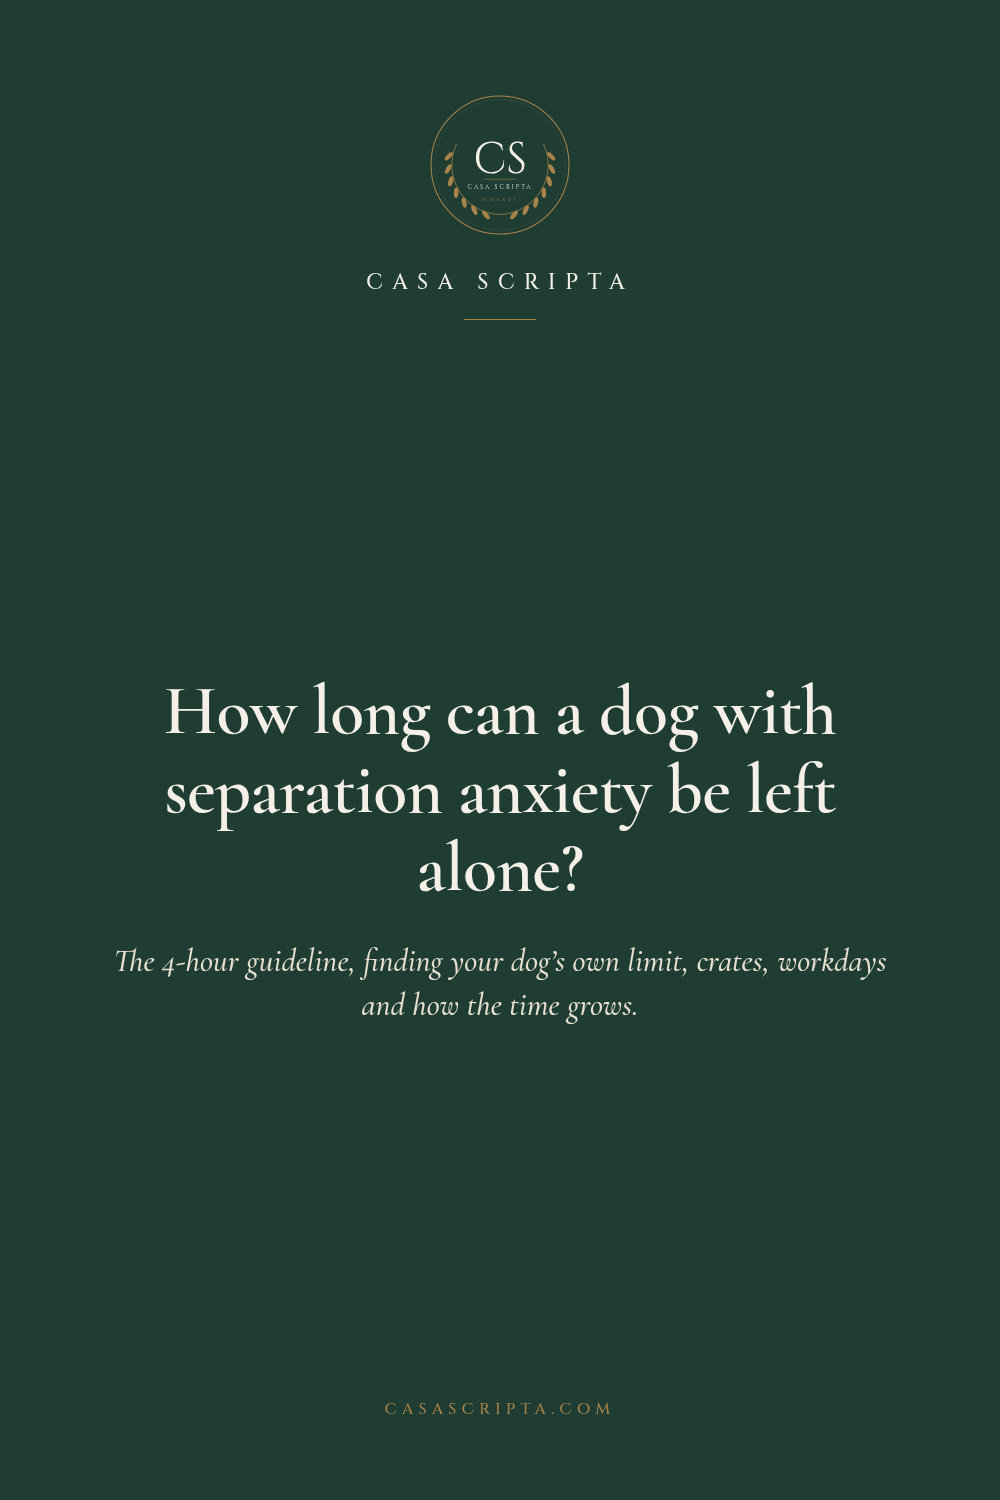 CS
CASA SCRIPTA
MMXXVI
CASA SCRIPTA
How long can a dog with
separation anxiety be left
alone?
The 4-hour guideline, finding your dog’s own limit, crates, workdays
and how the time grows.
CASASCRIPTA.COM